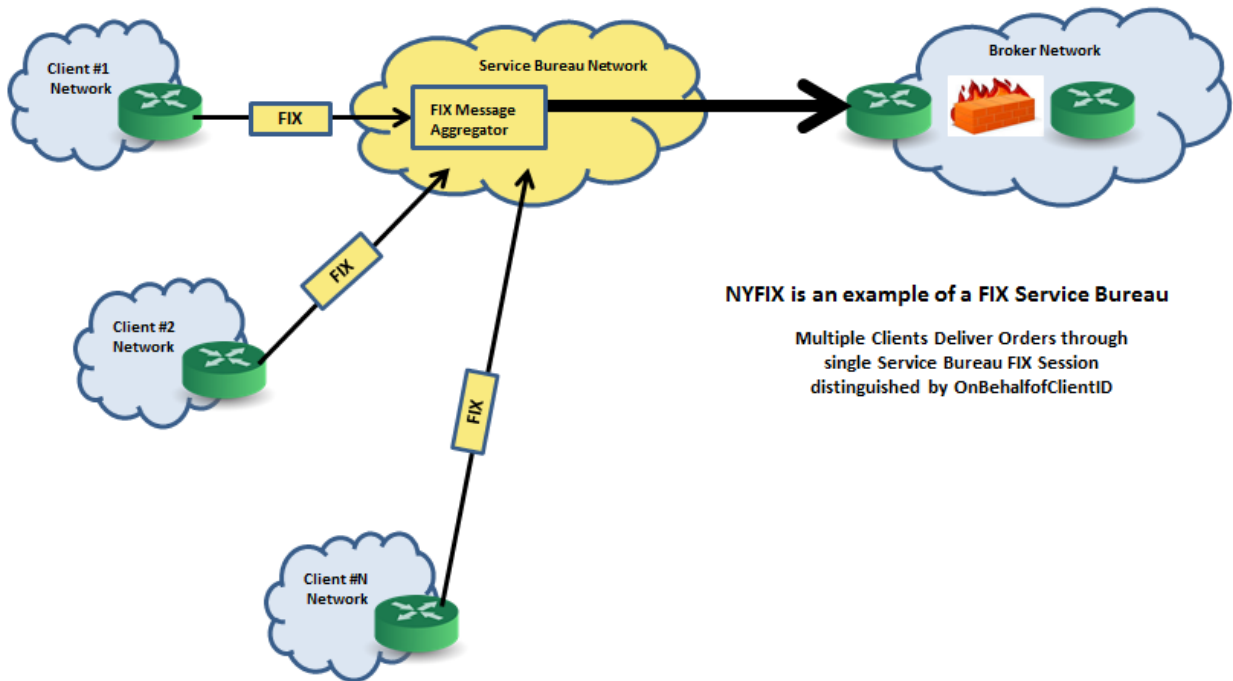 Client #1
Network
FIX
Service Bureau Network
FIX Message
Aggregator
Broker Network
FIX
Client #2
Network
NYFIX is an example of a FIX Service Bureau
Multiple Clients Deliver Orders through
single Service Bureau FIX Session
distinguished by OnBehalfofClientID
FIX
Client #N
Network